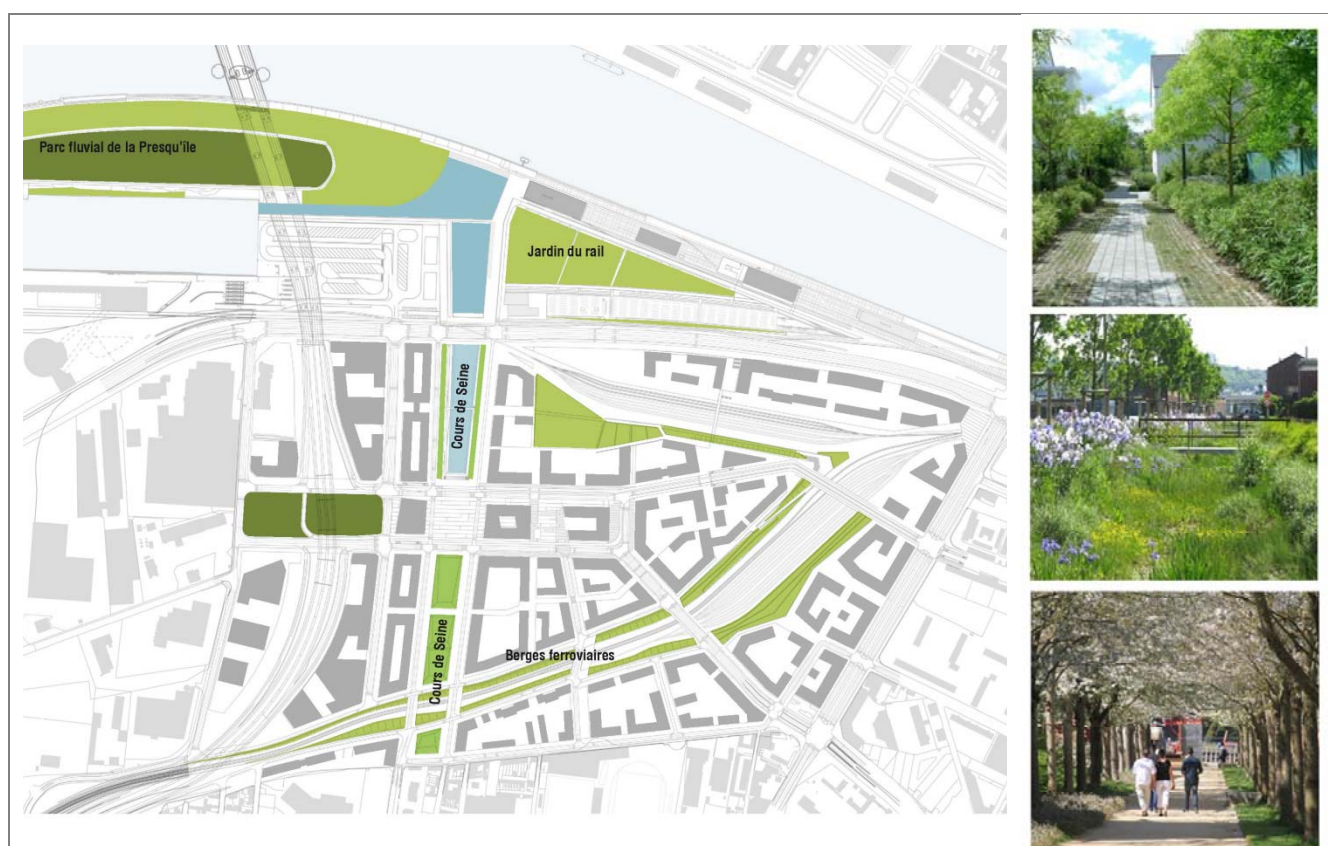 Parc fluvial de la Presqu'île
Jardin du rail
Cours de Seine
Cours de Seine
Berges ferroviaires